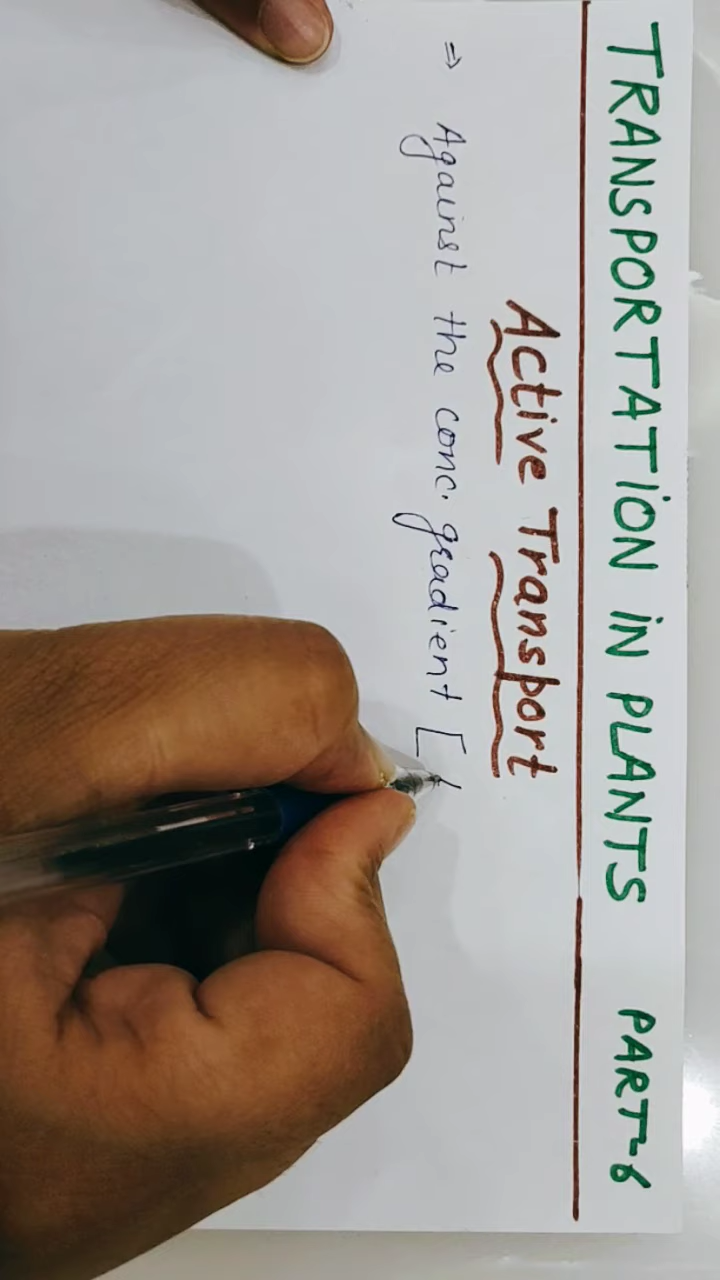 TRANSPORTATION IN PLANTS PART-6
Active Transport
⇒ Against the conc. gradient [